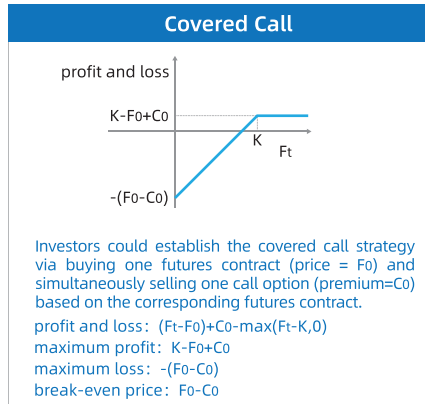 Covered Call
profit and loss
K-F0+C0
K
Ft
-(F0-C0)
Investors could establish the covered call strategy
via buying one futures contract (price = F0) and
simultaneously selling one call option (premium=C0)
based on the corresponding futures contract.
profit and loss: (Ft-F0)+C0-max(Ft-K,0)
maximum profit: K-F0+C0
maximum loss: -(F0-C0)
break-even price: F0-C0